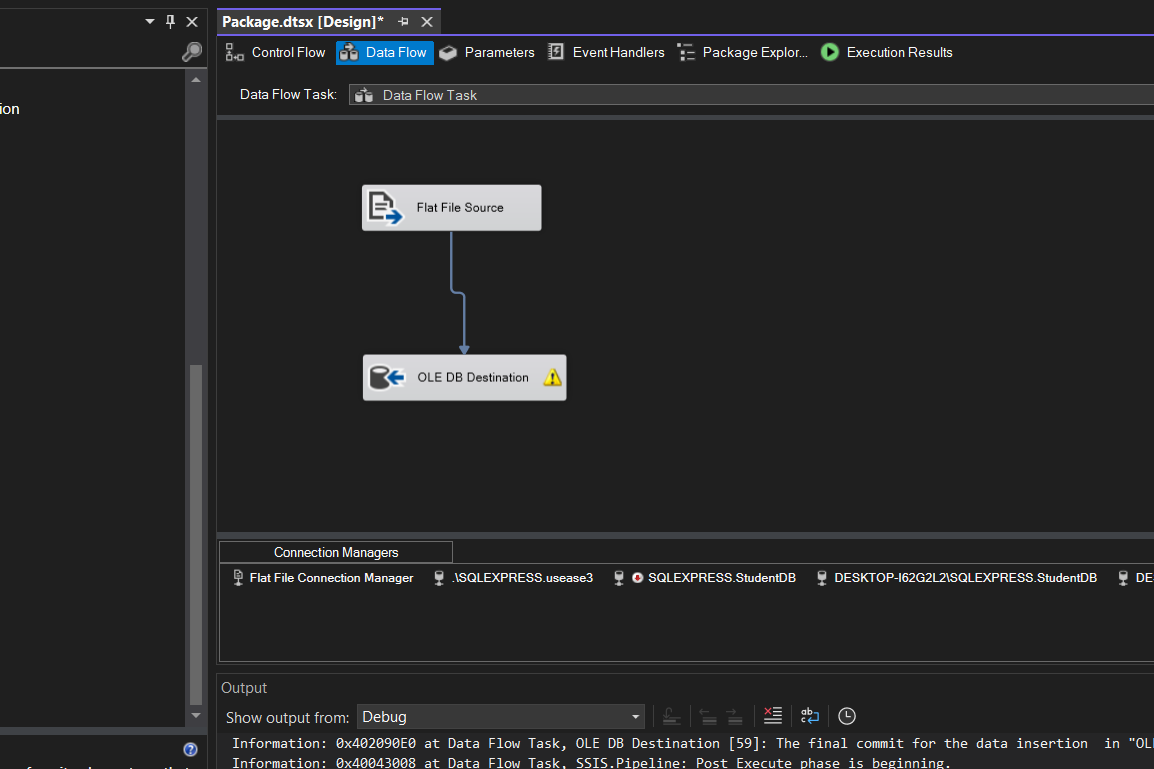 Package.dtsx [Design]*
Control Flow Data Flow Parameters Event Handlers Package Explor... Execution Results
ion
Data Flow Task: Data Flow Task
Flat File Source
OLE DB Destination
Connection Managers
Flat File Connection Manager .\SQLEXPRESS.usease3 SQLEXPRESS.StudentDB DESKTOP-I62G2L2\SQLEXPRESS.StudentDB DE
Output
Show output from: Debug
Information: 0x402090E0 at Data Flow Task, OLE DB Destination [59]: The final commit for the data insertion in "OLE
Information: 0x40043008 at Data Flow Task, SSIS.Pipeline: Post Execute phase is beginning.